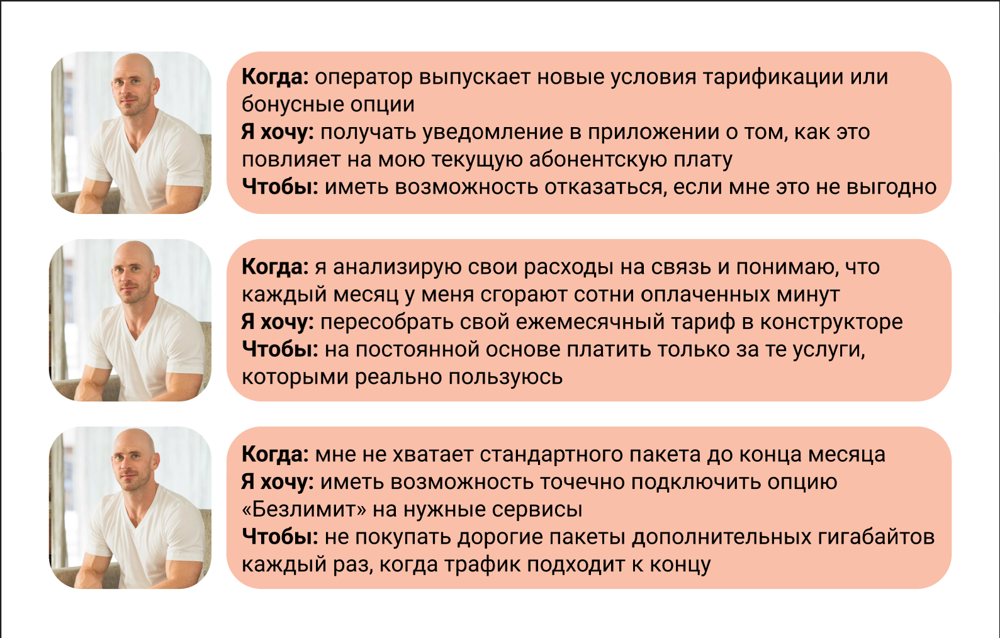 Когда: оператор выпускает новые условия тарификации или
бонусные опции
Я хочу: получать уведомление в приложении о том, как это
повлияет на мою текущую абонентскую плату
Чтобы: иметь возможность отказаться, если мне это не выгодно
Когда: я анализирую свои расходы на связь и понимаю, что
каждый месяц у меня сгорают сотни оплаченных минут
Я хочу: пересобрать свой ежемесячный тариф в конструкторе
Чтобы: на постоянной основе платить только за те услуги,
которыми реально пользуюсь
Когда: мне не хватает стандартного пакета до конца месяца
Я хочу: иметь возможность точечно подключить опцию
«Безлимит» на нужные сервисы
Чтобы: не покупать дорогие пакеты дополнительных гигабайтов
каждый раз, когда трафик подходит к концу